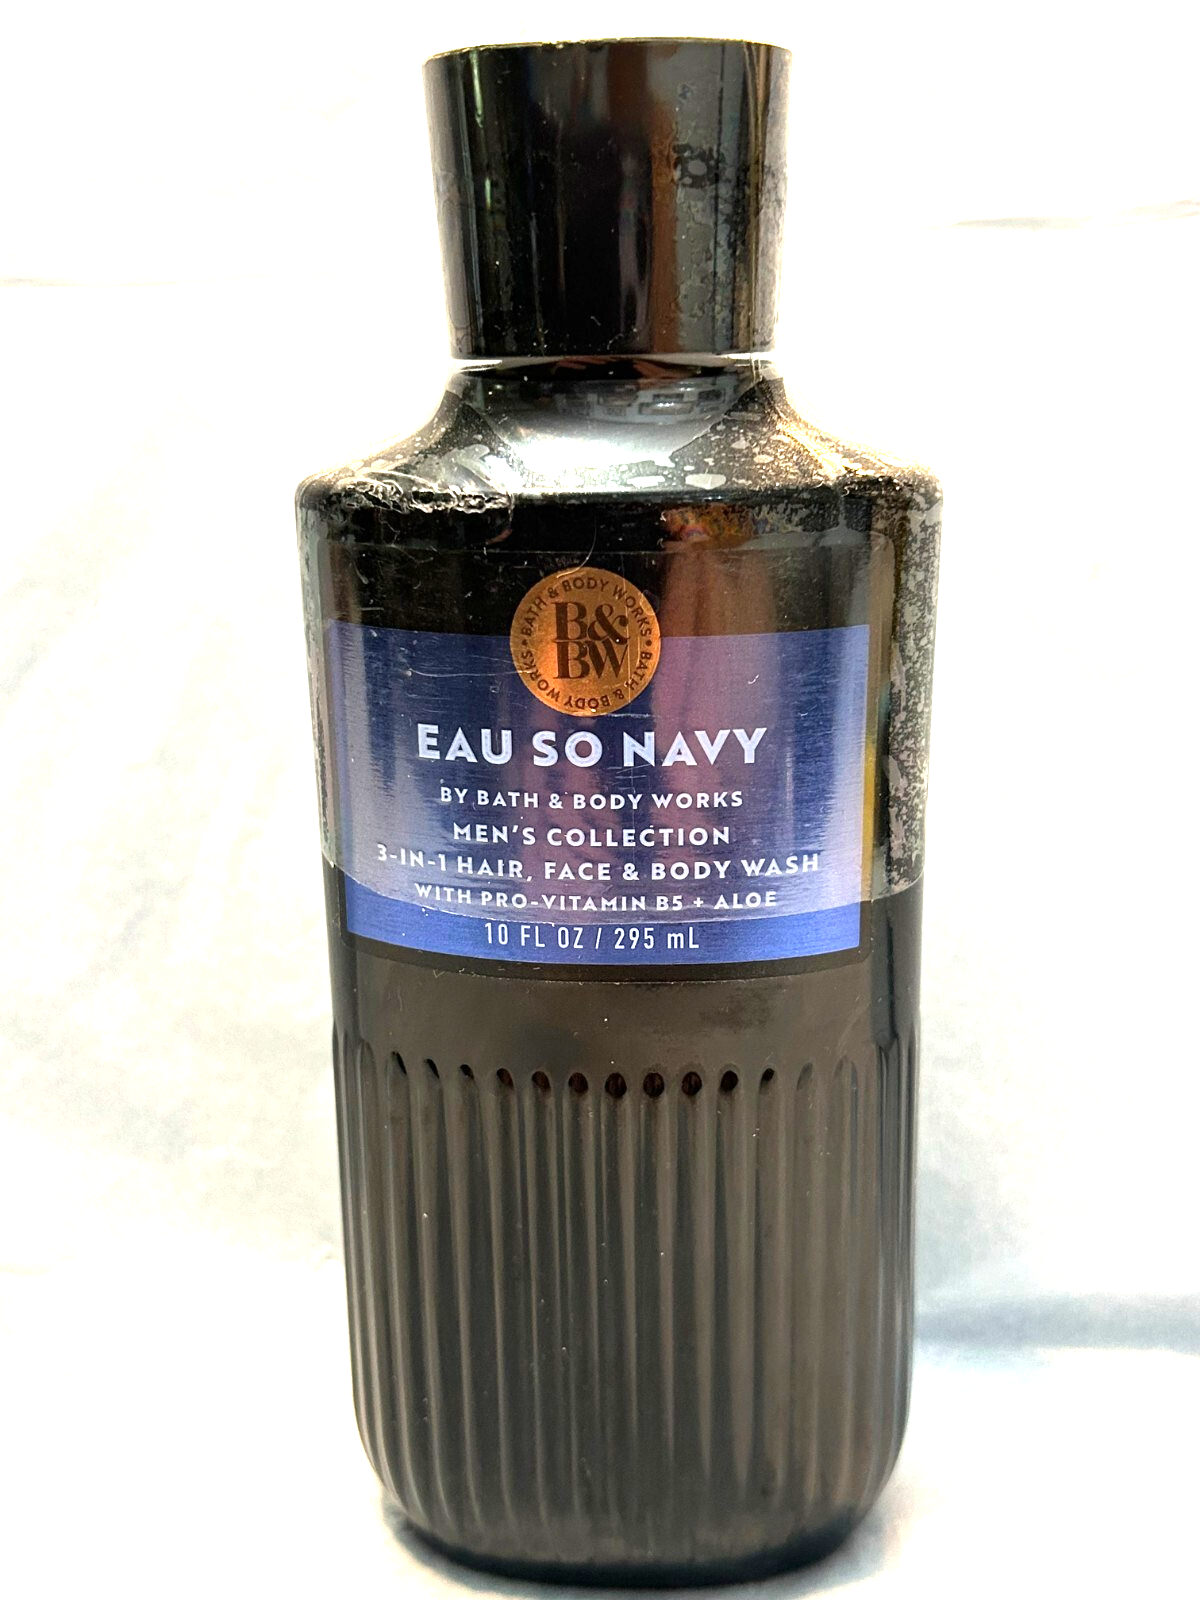 BATH & BODY WORKS • BATH & BODY WORKS •
B&
BW
EAU SO NAVY
BY BATH & BODY WORKS
MEN'S COLLECTION
3-IN-1 HAIR, FACE & BODY WASH
WITH PRO-VITAMIN B5 + ALOE
10 FL OZ / 295 mL